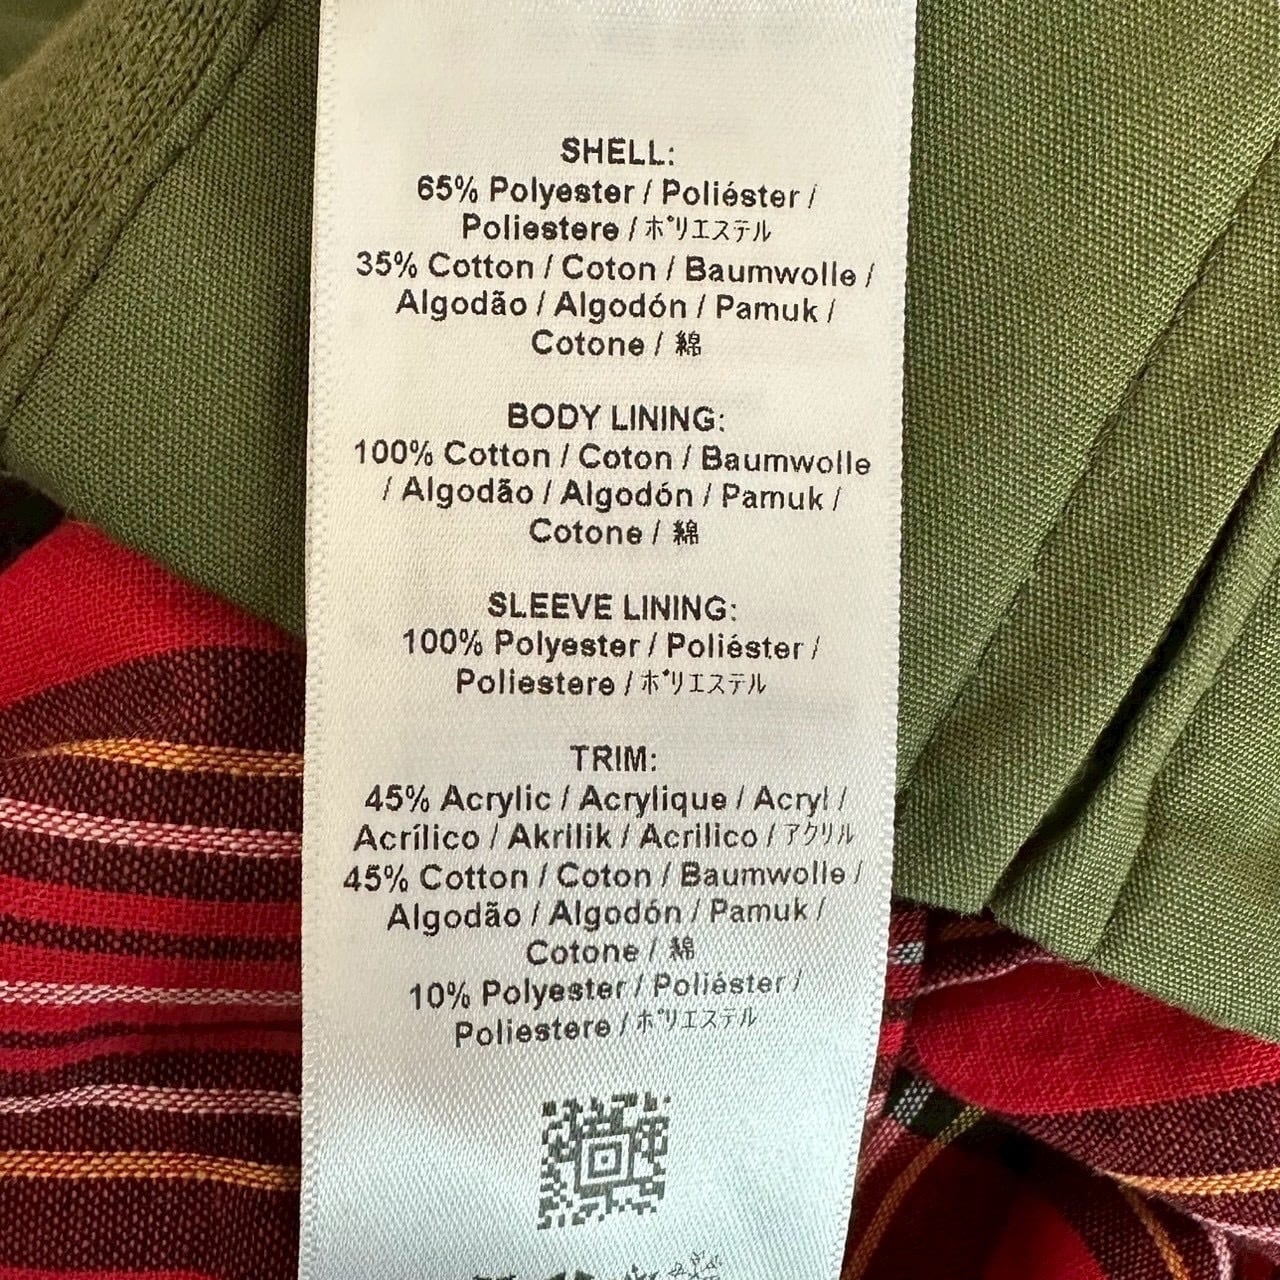 SHELL:
65% Polyester / Poliéster /
Poliestere / ポリエステル
35% Cotton / Coton / Baumwolle /
Algodão / Algodón / Pamuk /
Cotone / 綿
BODY LINING:
100% Cotton / Coton / Baumwolle
/ Algodão / Algodón / Pamuk /
Cotone / 綿
SLEEVE LINING:
100% Polyester / Poliéster /
Poliestere / ポリエステル
TRIM:
45% Acrylic / Acrylique / Acryl /
Acrílico / Akrilik / Acrilico / アクリル
45% Cotton / Coton / Baumwolle /
Algodão / Algodón / Pamuk /
Cotone / 綿
10% Polyester / Poliéster /
Poliestere / ポリエステル